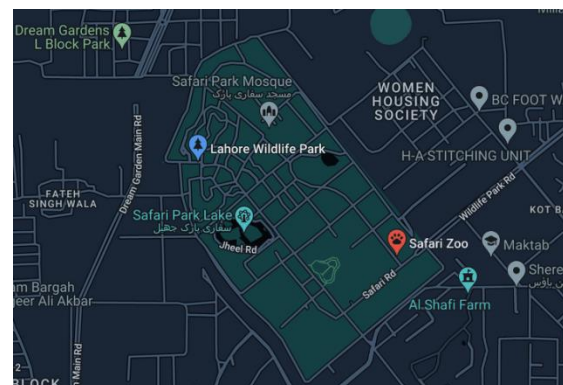 Dream Gardens
L Block Park
Safari Park Mosque
مسجد سفاری پارک
WOMEN
HOUSING
SOCIETY
BC FOOT W
Lahore Wildlife Park
H-A STITCHING UNIT
Dream Garden Main Rd
FATEH
SINGH WALA
Wildlife Park Rd
KOT B
Safari Park Lake
سفاری پارک جھیل
Jheel Rd
Safari Zoo
Maktab
Safari Rd
Shere
Al Shafi Farm
am Bargah
eer Ali Akbar
2
BLOCK